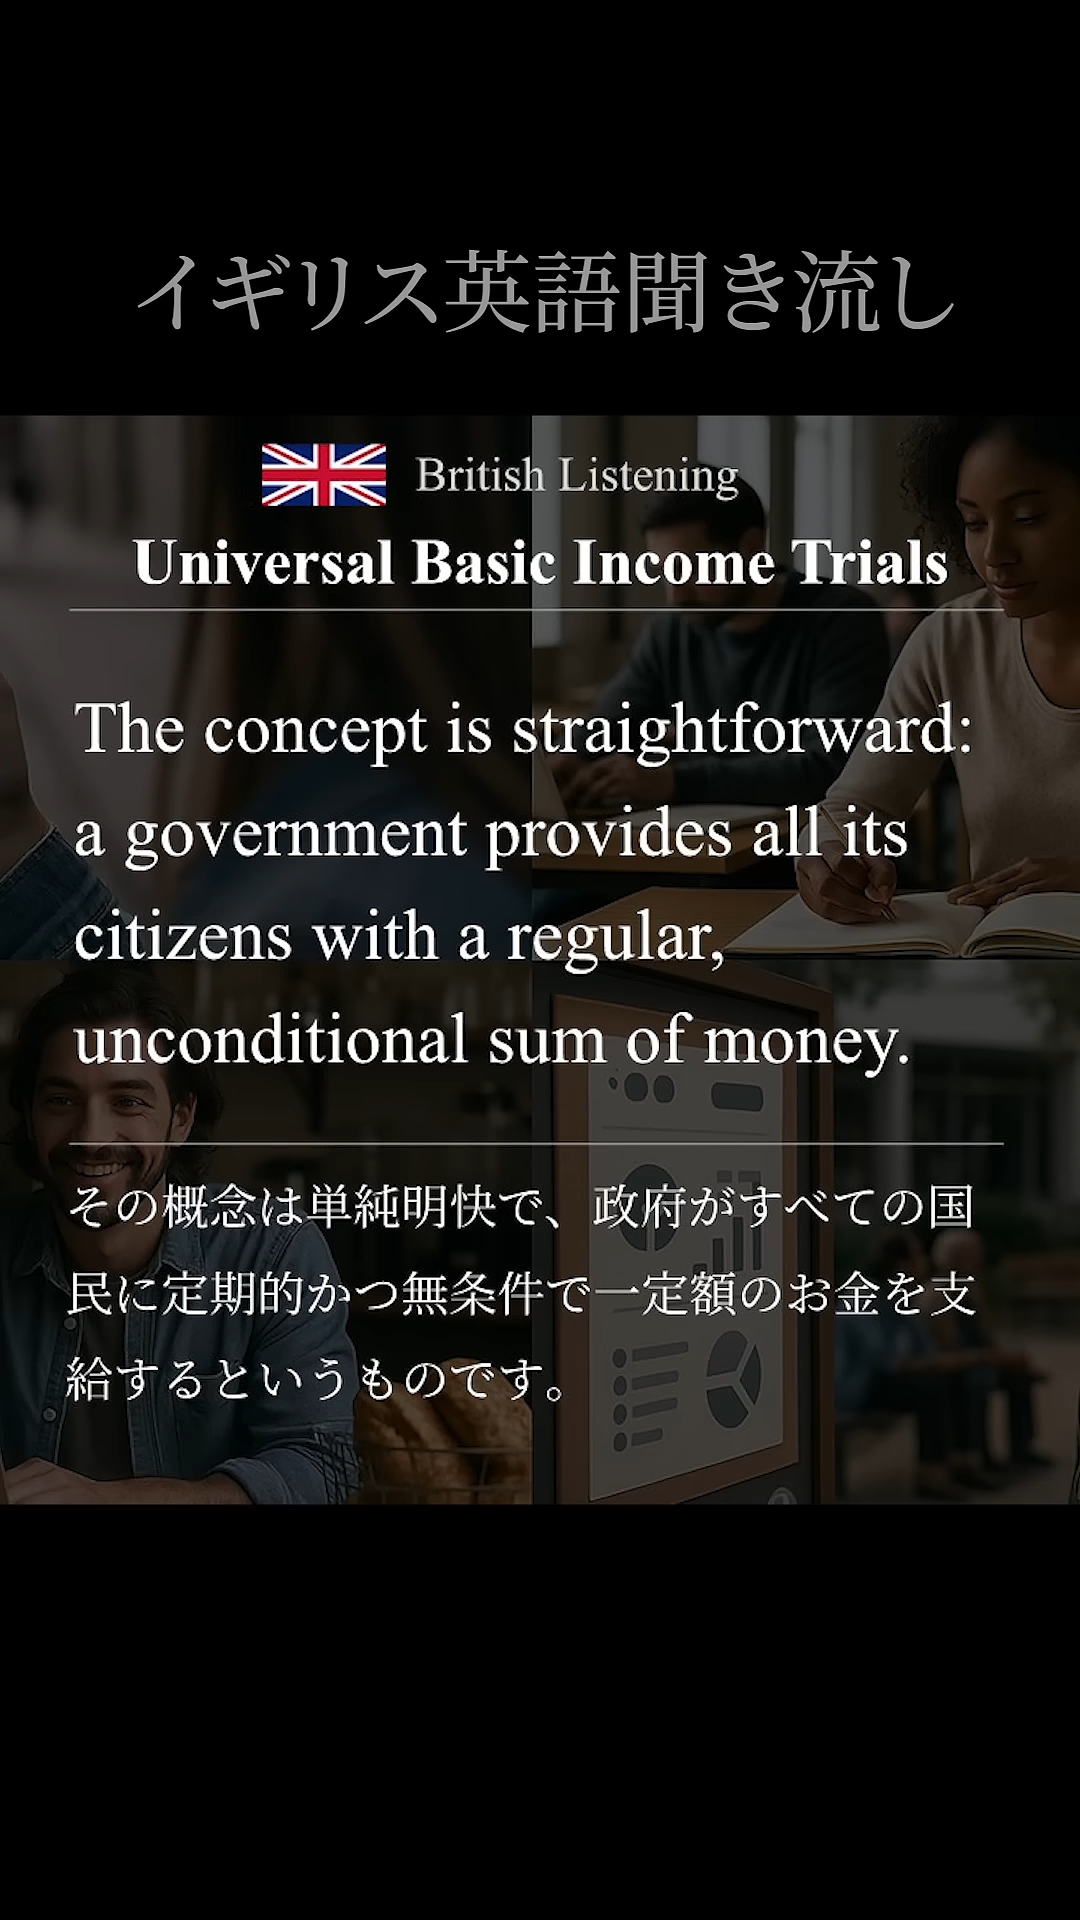 イギリス英語聞き流し
British Listening
Universal Basic Income Trials
The concept is straightforward:
a government provides all its
citizens with a regular,
unconditional sum of money.
その概念は単純明快で、政府がすべての国
民に定期的かつ無条件で一定額のお金を支
給するというものです。